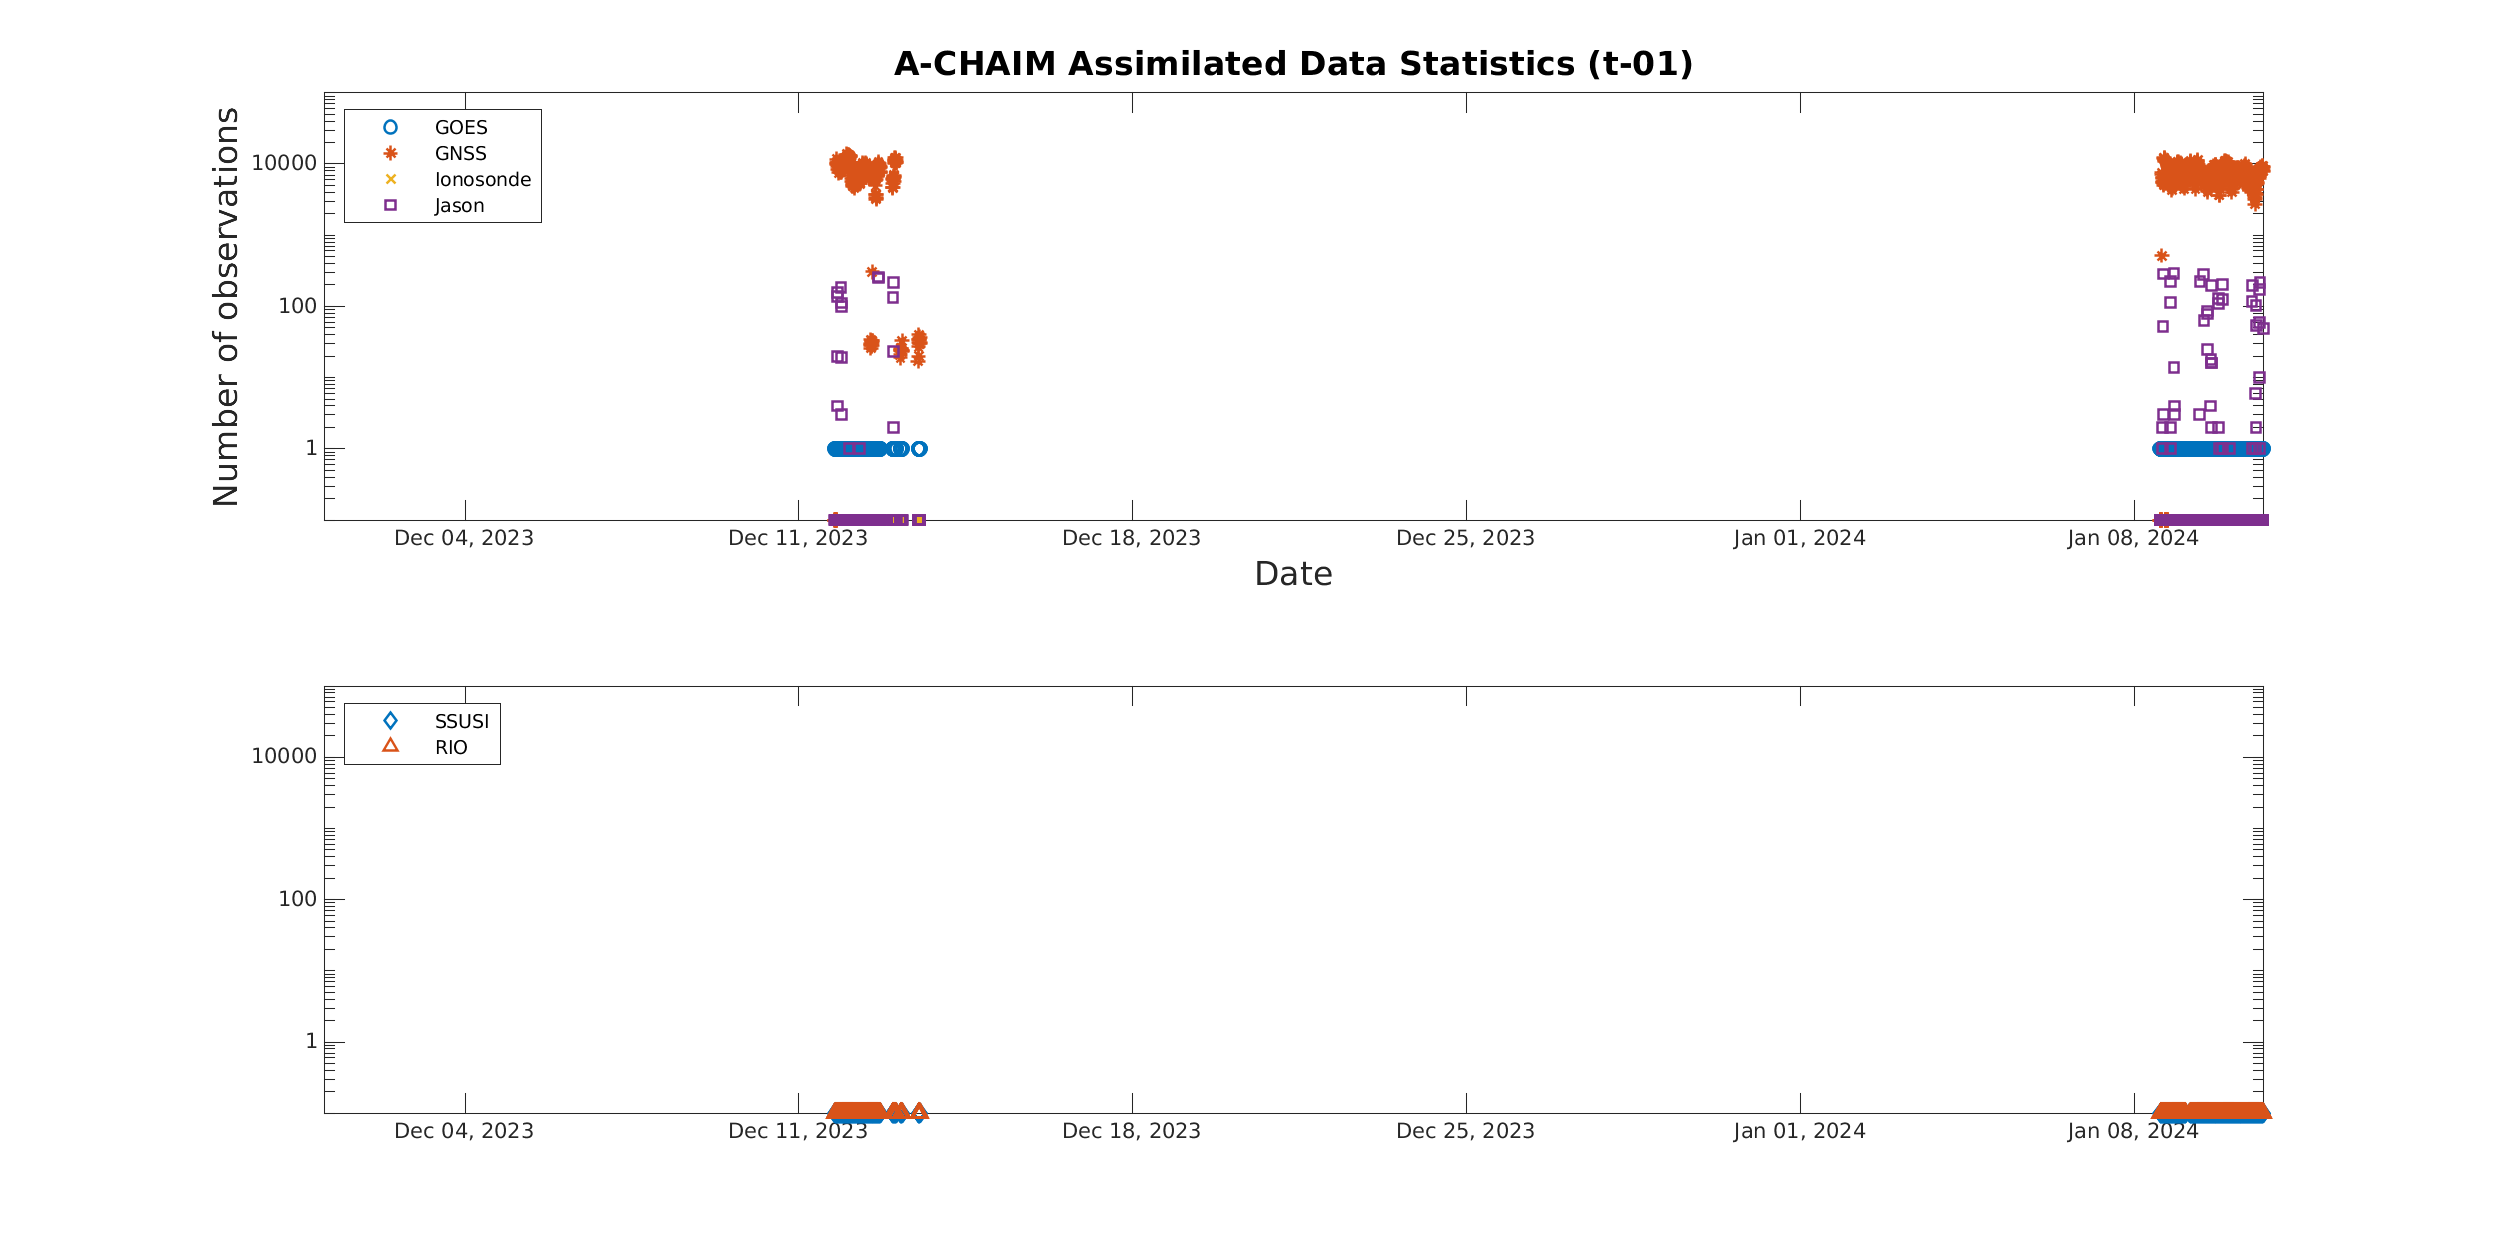 A-CHAIM Assimilated Data Statistics (t-01)
Number of observations
10000
100
1
GOES
GNSS
Ionosonde
Jason
Dec 04, 2023 Dec 11, 2023 Dec 18, 2023 Dec 25, 2023 Jan 01, 2024 Jan 08, 2024
Date
10000
100
1
SSUSI
RIO
Dec 04, 2023 Dec 11, 2023 Dec 18, 2023 Dec 25, 2023 Jan 01, 2024 Jan 08, 2024